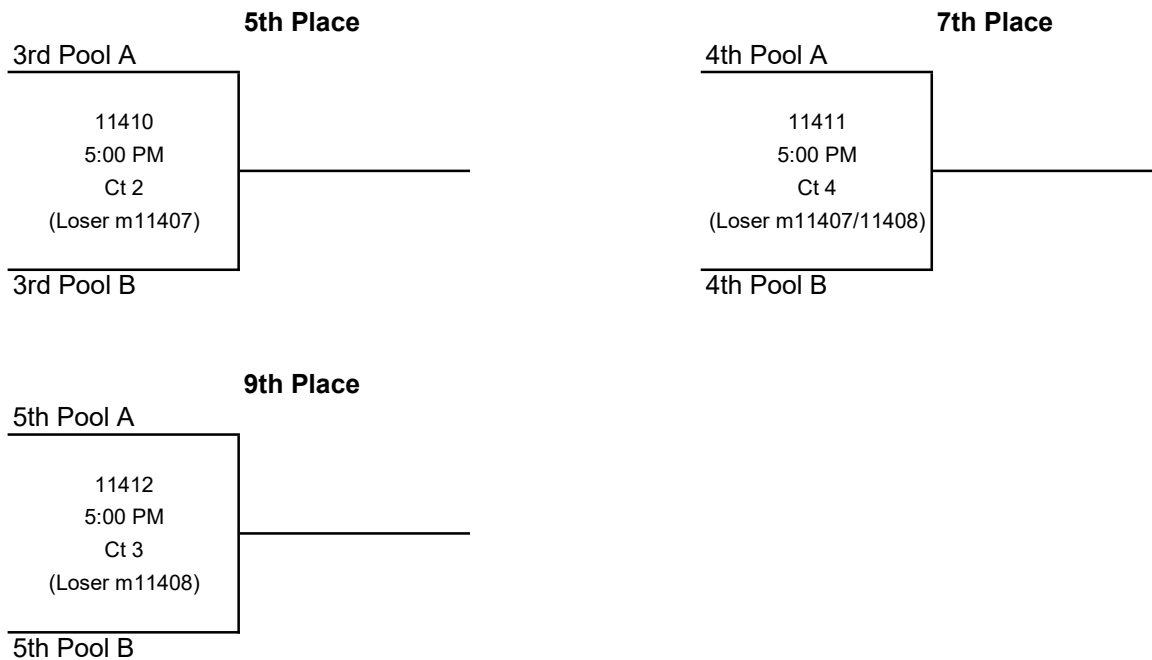 5th Place
3rd Pool A
11410
5:00 PM
Ct 2
(Loser m11407)
3rd Pool B
7th Place
4th Pool A
11411
5:00 PM
Ct 4
(Loser m11407/11408)
4th Pool B
9th Place
5th Pool A
11412
5:00 PM
Ct 3
(Loser m11408)
5th Pool B